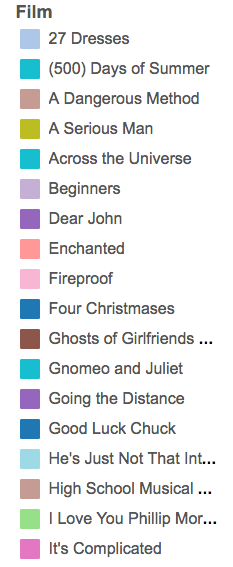 Film
27 Dresses
(500) Days of Summer
A Dangerous Method
A Serious Man
Across the Universe
Beginners
Dear John
Enchanted
Fireproof
Four Christmases
Ghosts of Girlfriends ...
Gnomeo and Juliet
Going the Distance
Good Luck Chuck
He's Just Not That Int...
High School Musical ...
I Love You Phillip Mor...
It's Complicated